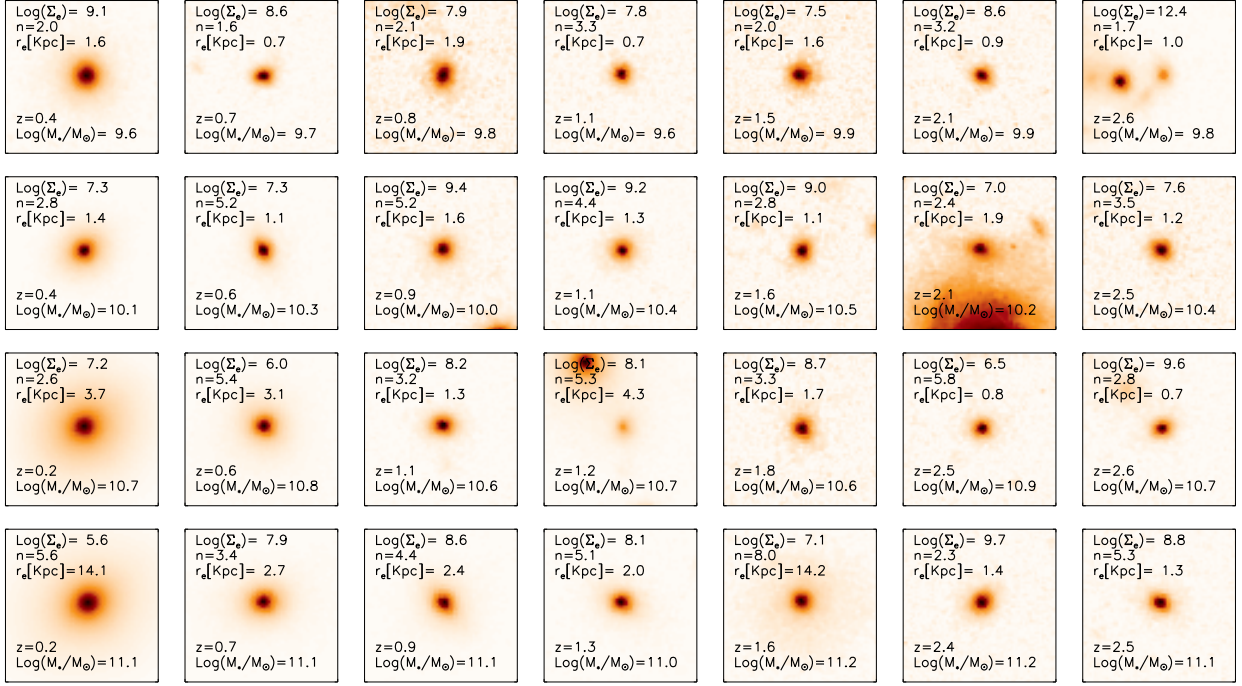 Log(Σe)= 9.1
n=2.0
re[Kpc]= 1.6
z=0.4
Log(M*/M⊙)= 9.6
Log(Σe)= 8.6
n=1.6
re[Kpc]= 0.7
z=0.7
Log(M*/M⊙)= 9.7
Log(Σe)= 7.9
n=2.1
re[Kpc]= 1.9
z=0.8
Log(M*/M⊙)= 9.8
Log(Σe)= 7.8
n=3.3
re[Kpc]= 0.7
z=1.1
Log(M*/M⊙)= 9.6
Log(Σe)= 7.5
n=2.0
re[Kpc]= 1.6
z=1.5
Log(M*/M⊙)= 9.9
Log(Σe)= 8.6
n=3.2
re[Kpc]= 0.9
z=2.1
Log(M*/M⊙)= 9.9
Log(Σe)=12.4
n=1.7
re[Kpc]= 1.0
z=2.6
Log(M*/M⊙)= 9.8
Log(Σe)= 7.3
n=2.8
re[Kpc]= 1.4
z=0.4
Log(M*/M⊙)=10.1
Log(Σe)= 7.3
n=5.2
re[Kpc]= 1.1
z=0.6
Log(M*/M⊙)=10.3
Log(Σe)= 9.4
n=5.2
re[Kpc]= 1.6
z=0.9
Log(M*/M⊙)=10.0
Log(Σe)= 9.2
n=4.4
re[Kpc]= 1.3
z=1.1
Log(M*/M⊙)=10.4
Log(Σe)= 9.0
n=2.8
re[Kpc]= 1.1
z=1.6
Log(M*/M⊙)=10.5
Log(Σe)= 7.0
n=2.4
re[Kpc]= 1.9
z=2.1
Log(M*/M⊙)=10.2
Log(Σe)= 7.6
n=3.5
re[Kpc]= 1.2
z=2.5
Log(M*/M⊙)=10.4
Log(Σe)= 7.2
n=2.6
re[Kpc]= 3.7
z=0.2
Log(M*/M⊙)=10.7
Log(Σe)= 6.0
n=5.4
re[Kpc]= 3.1
z=0.6
Log(M*/M⊙)=10.8
Log(Σe)= 8.2
n=3.2
re[Kpc]= 1.3
z=1.1
Log(M*/M⊙)=10.6
Log(Σe)= 8.1
n=5.3
re[Kpc]= 4.3
z=1.2
Log(M*/M⊙)=10.7
Log(Σe)= 8.7
n=3.3
re[Kpc]= 1.7
z=1.8
Log(M*/M⊙)=10.6
Log(Σe)= 6.5
n=5.8
re[Kpc]= 0.8
z=2.5
Log(M*/M⊙)=10.9
Log(Σe)= 9.6
n=2.8
re[Kpc]= 0.7
z=2.6
Log(M*/M⊙)=10.7
Log(Σe)= 5.6
n=5.6
re[Kpc]=14.1
z=0.2
Log(M*/M⊙)=11.1
Log(Σe)= 7.9
n=3.4
re[Kpc]= 2.7
z=0.7
Log(M*/M⊙)=11.1
Log(Σe)= 8.6
n=4.4
re[Kpc]= 2.4
z=0.9
Log(M*/M⊙)=11.1
Log(Σe)= 8.1
n=5.1
re[Kpc]= 2.0
z=1.3
Log(M*/M⊙)=11.0
Log(Σe)= 7.1
n=8.0
re[Kpc]=14.2
z=1.6
Log(M*/M⊙)=11.2
Log(Σe)= 9.7
n=2.3
re[Kpc]= 1.4
z=2.4
Log(M*/M⊙)=11.2
Log(Σe)= 8.8
n=5.3
re[Kpc]= 1.3
z=2.5
Log(M*/M⊙)=11.1